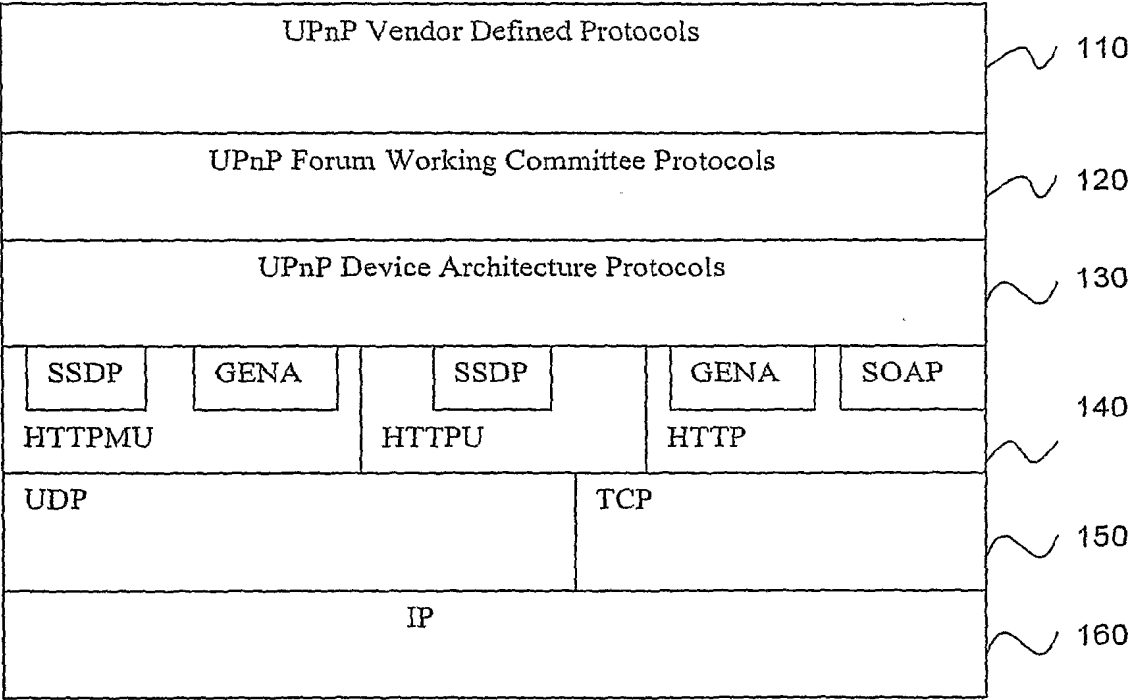 UPnP Vendor Defined Protocols
110
UPnP Forum Working Committee Protocols
120
UPnP Device Architecture Protocols
130
SSDP GENA SSDP GENA SOAP
140
HTTPMU HTTPU HTTP
UDP TCP
150
IP
160